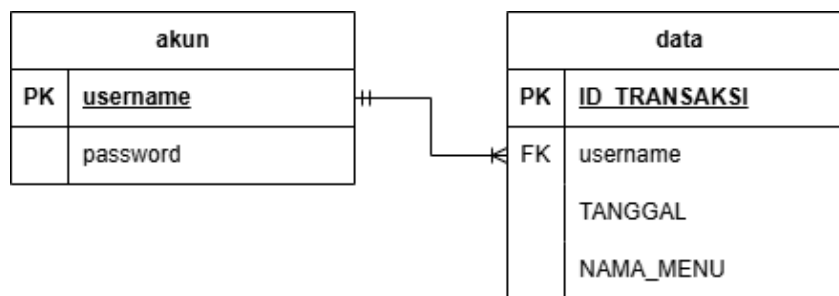 akun
PK username
password
data
PK ID_TRANSAKSI
FK username
TANGGAL
NAMA_MENU